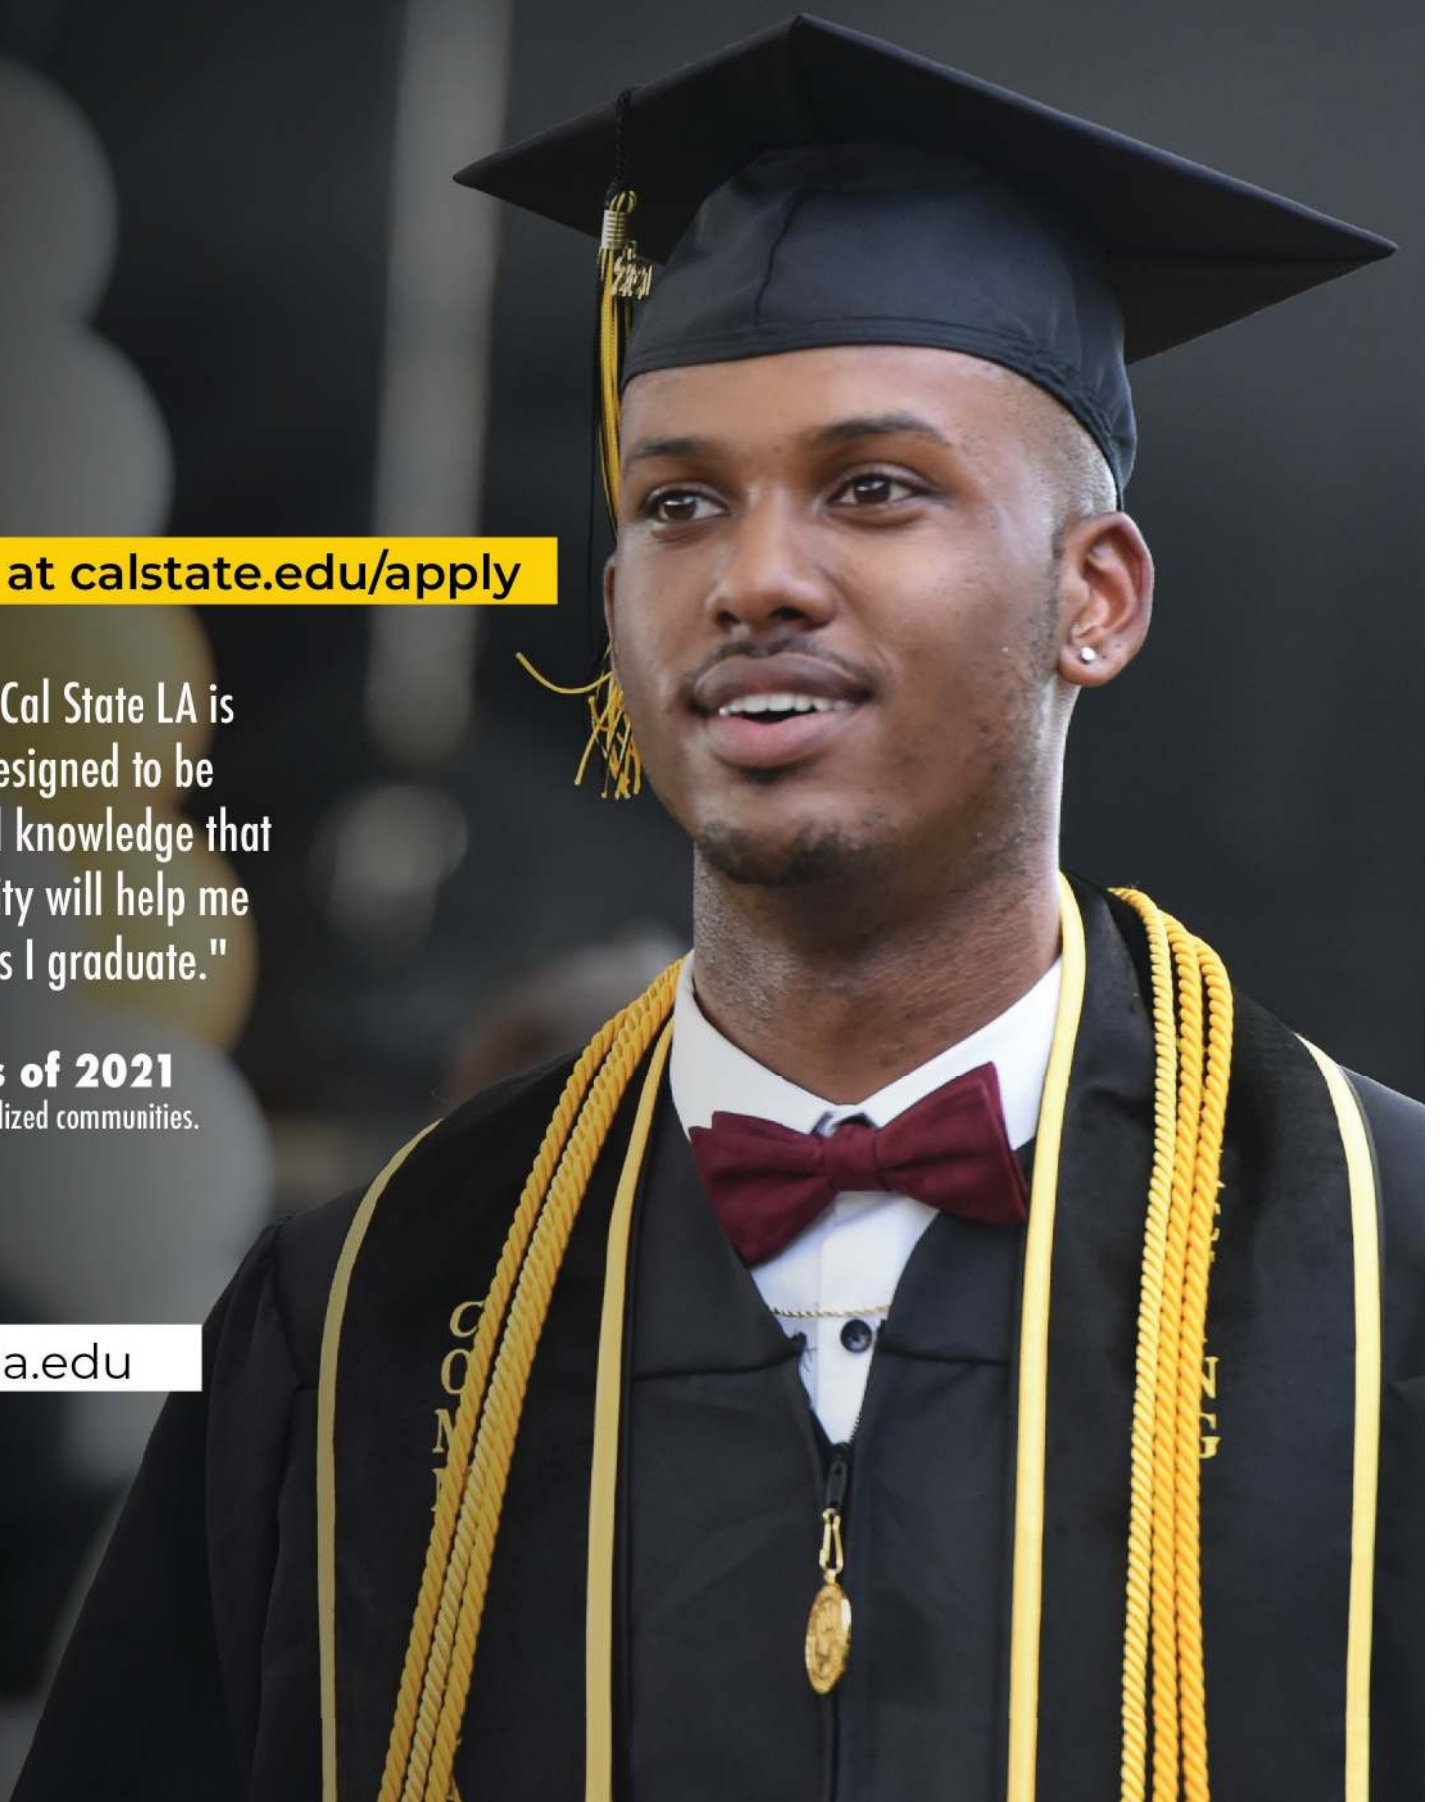 at calstate.edu/apply
Cal State LA is
esigned to be
knowledge that
ty will help me
s I graduate."
s of 2021
lized communities.
a.edu